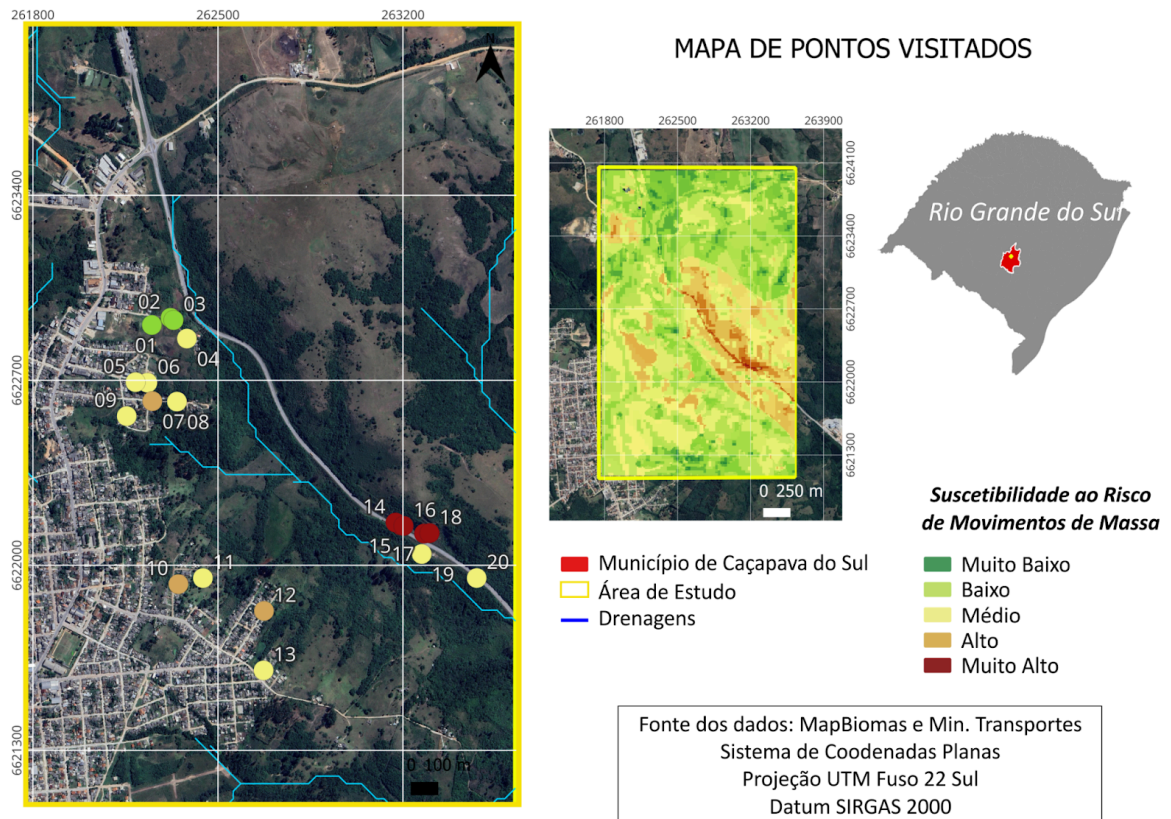 261800 262500 263200
6623400
6622700
6622000
6621300
N
02 03
01 04
05 06
09 07 08
14 16 18
15 17
19 20
10 11
12
13
0 100 m
MAPA DE PONTOS VISITADOS
261800 262500 263200 263900
6624100
6623400
6622700
6622000
6621300
0 250 m
Rio Grande do Sul
Município de Caçapava do Sul
Área de Estudo
Drenagens
Suscetibilidade ao Risco
de Movimentos de Massa
Muito Baixo
Baixo
Médio
Alto
Muito Alto
Fonte dos dados: MapBiomas e Min. Transportes
Sistema de Coodenadas Planas
Projeção UTM Fuso 22 Sul
Datum SIRGAS 2000